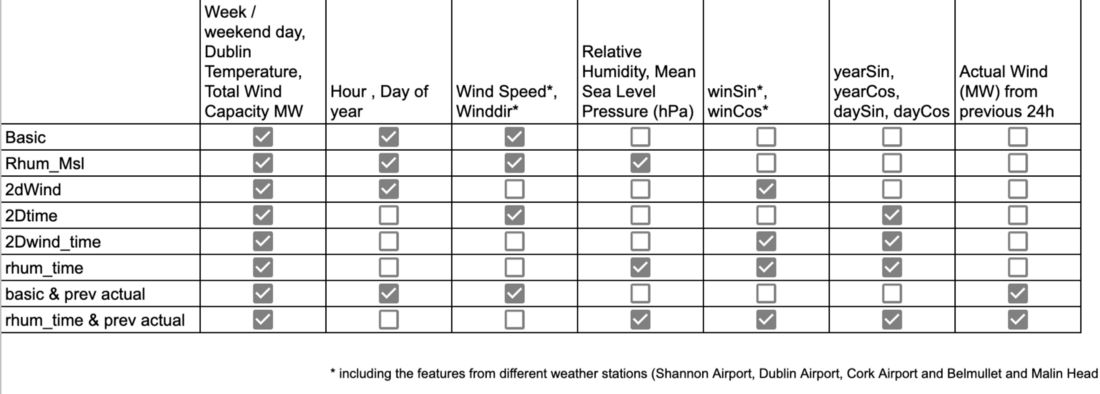 Week /
weekend day,
Dublin
Temperature,
Total Wind
Capacity MW
Hour , Day of
year
Wind Speed*,
Winddir*
Relative
Humidity, Mean
Sea Level
Pressure (hPa)
winSin*,
winCos*
yearSin,
yearCos,
daySin, dayCos
Actual Wind
(MW) from
previous 24h
Basic
Rhum_Msl
2dWind
2Dtime
2Dwind_time
rhum_time
basic & prev actual
rhum_time & prev actual
* including the features from different weather stations (Shannon Airport, Dublin Airport, Cork Airport and Belmullet and Malin Head